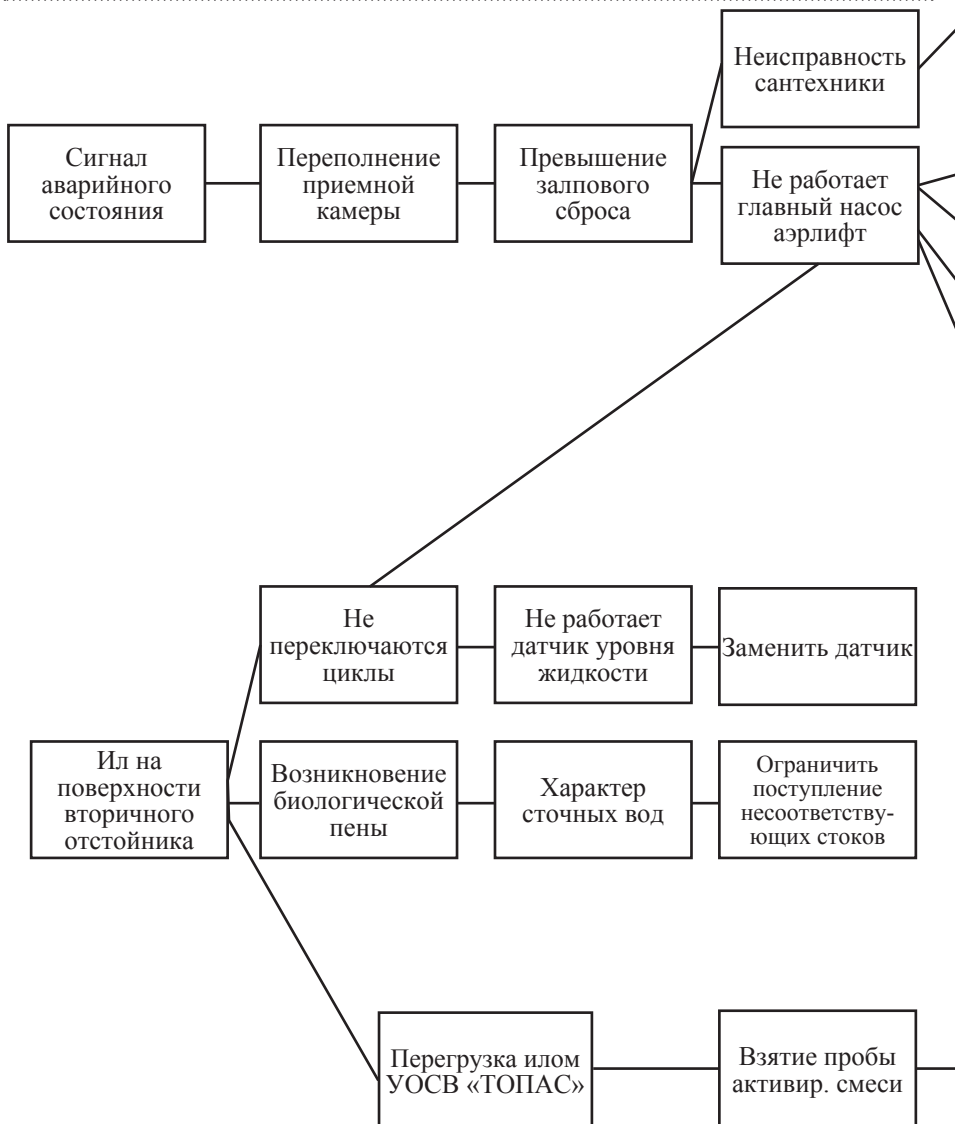 Неисправность
сантехники
Сигнал
аварийного
состояния
Переполнение
приемной
камеры
Превышение
залпового
сброса
Не работает
главный насос
аэрлифт
Не
переключаются
циклы
Не работает
датчик уровня
жидкости
Заменить датчик
Ил на
поверхности
вторичного
отстойника
Возникновение
биологической
пены
Характер
сточных вод
Ограничить
поступление
несоответству-
ющих стоков
Перегрузка илом
УОСВ «ТОПАС»
Взятие пробы
активир. смеси